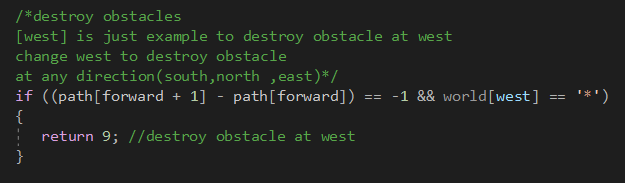 /*destroy obstacles
[west] is just example to destroy obstacle at west
change west to destroy obstacle
at any direction(south,north ,east)*/
if ((path[forward + 1] - path[forward]) == -1 && world[west] == '*')
{
return 9; //destroy obstacle at west
}